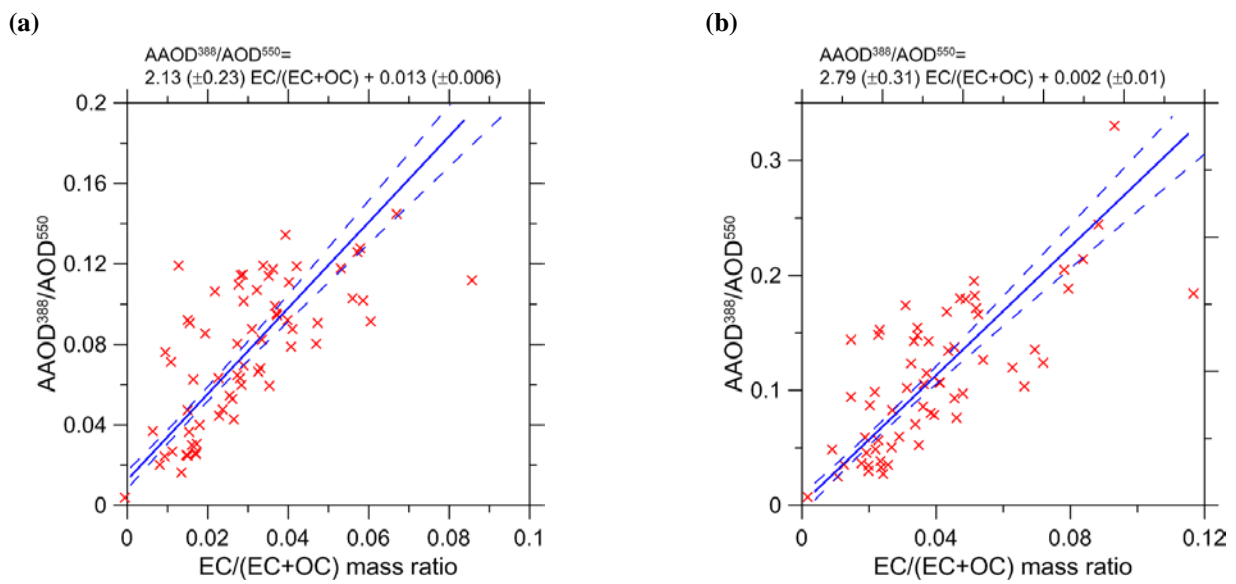 (a)
AAOD³⁸⁸/AOD⁵⁵⁰=
2.13 (±0.23) EC/(EC+OC) + 0.013 (±0.006)
0.2
0.16
0.12
0.08
0.04
0
AAOD³⁸⁸/AOD⁵⁵⁰
0 0.02 0.04 0.06 0.08 0.1
EC/(EC+OC) mass ratio
(b)
AAOD³⁸⁸/AOD⁵⁵⁰=
2.79 (±0.31) EC/(EC+OC) + 0.002 (±0.01)
0.3
0.2
0.1
0
AAOD³⁸⁸/AOD⁵⁵⁰
0 0.04 0.08 0.12
EC/(EC+OC) mass ratio